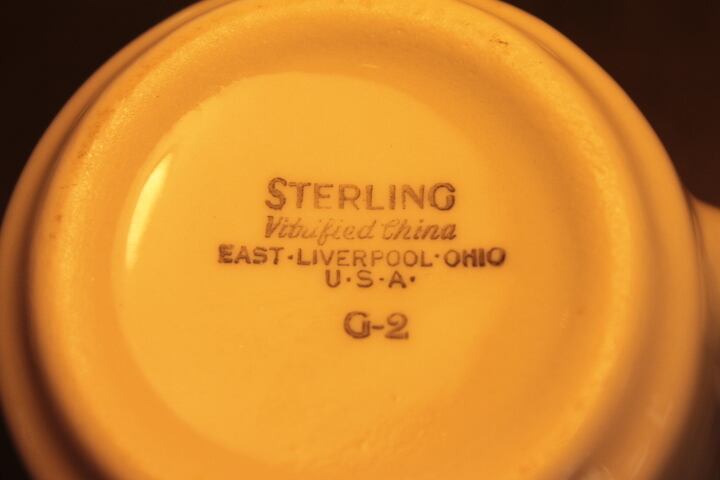 STERLING
Vitrified China
EAST·LIVERPOOL·OHIO
U·S·A·
G-2